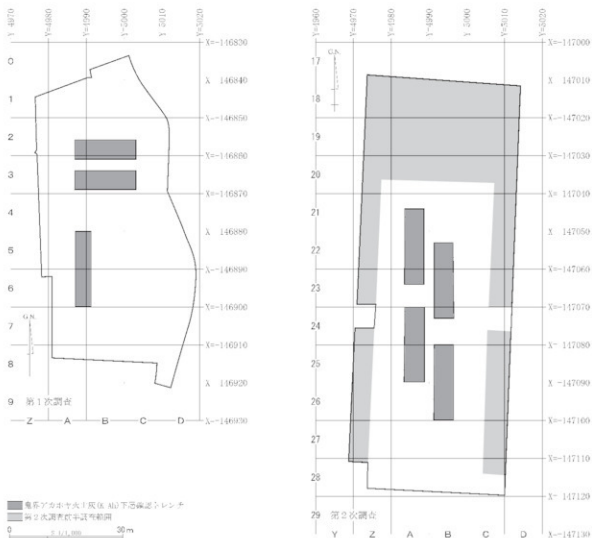 Y=4970
Y=4980
Y=4990
Y=5000
Y=5010
Y=5020
X=-146830
0
X -146840
1
X=-146850
2
X=-146860
3
X=-146870
4
X -146880
5
X=-146890
6
X=-146900
7
G.N.
X=-146910
8
X -146920
9
第1次調査
Z
A
B
C
D
X=-146930
Y=4960
Y=4970
Y=4980
Y=4990
Y=5000
Y=5010
Y=5020
X=-147000
17
G.N.
X=-147010
18
X=-147020
19
X=-147030
20
X=-147040
21
X -147050
22
X=-147060
23
X=-147070
24
X=-147080
25
X=-147090
26
X=-147100
27
X=-147110
28
X=-147120
29
第2次調査
Y
Z
A
B
C
D
X=-147130
0
30m